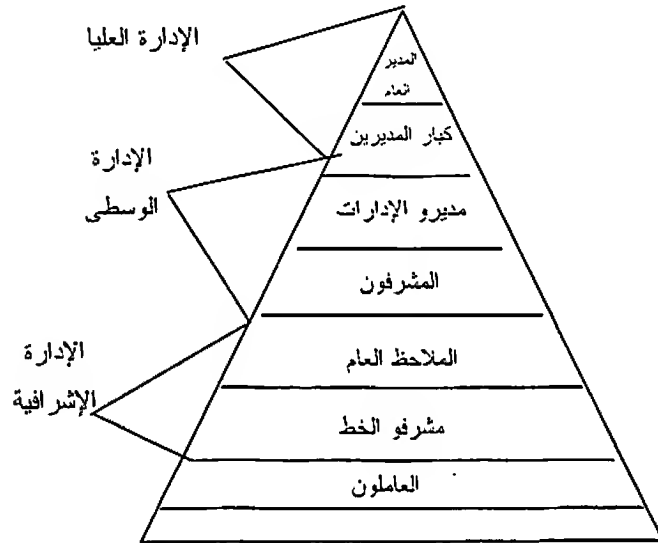 الإدارة العليا
المدير
العام
كبار المديرين
الإدارة
الوسطى
مديرو الإدارات
المشرفون
الإدارة
الإشرافية
الملاحظ العام
مشرفو الخط
العاملون